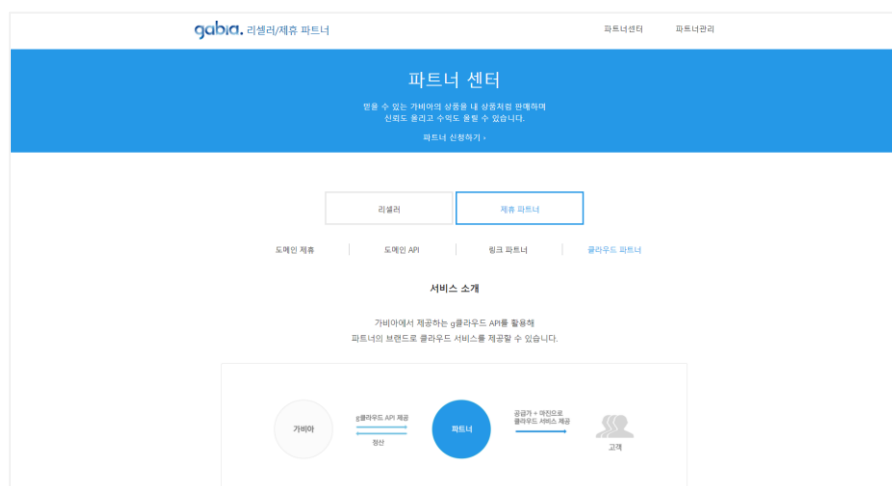 gabia. 리셀러/제휴 파트너
파트너센터 파트너관리
파트너 센터
믿을 수 있는 가비아의 상품을 내 상품처럼 판매하며
신뢰도 올리고 수익도 올릴 수 있습니다.
파트너 신청하기 ›
리셀러 제휴 파트너
도메인 제휴 도메인 API 링크 파트너 클라우드 파트너
서비스 소개
가비아에서 제공하는 g클라우드 API를 활용해
파트너의 브랜드로 클라우드 서비스를 제공할 수 있습니다.
가비아
g클라우드 API 제공
정산
파트너
공급가 + 마진으로
클라우드 서비스 제공
고객